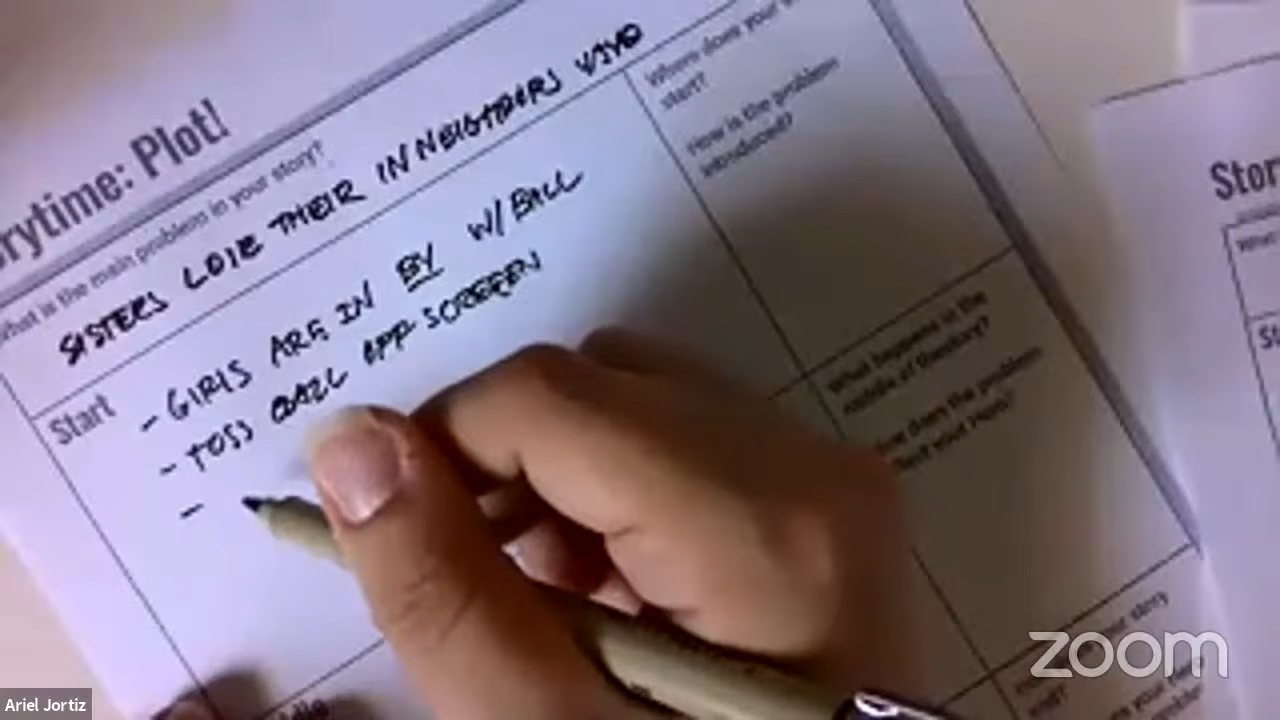 rytime: Plot!
What is the main problem in your story?
SISTERS LOSE THEIR IN NEIGHBORS YARD
Start
- GIRLS ARE IN BY W/ BALL
- TOSS BALL OFF SCREEN
-
Where does your
start?
How is the problem
introduced?
What happens in the
middle of the story?
How does the problem
your story
end?
Stor
zoom
Ariel Jortiz